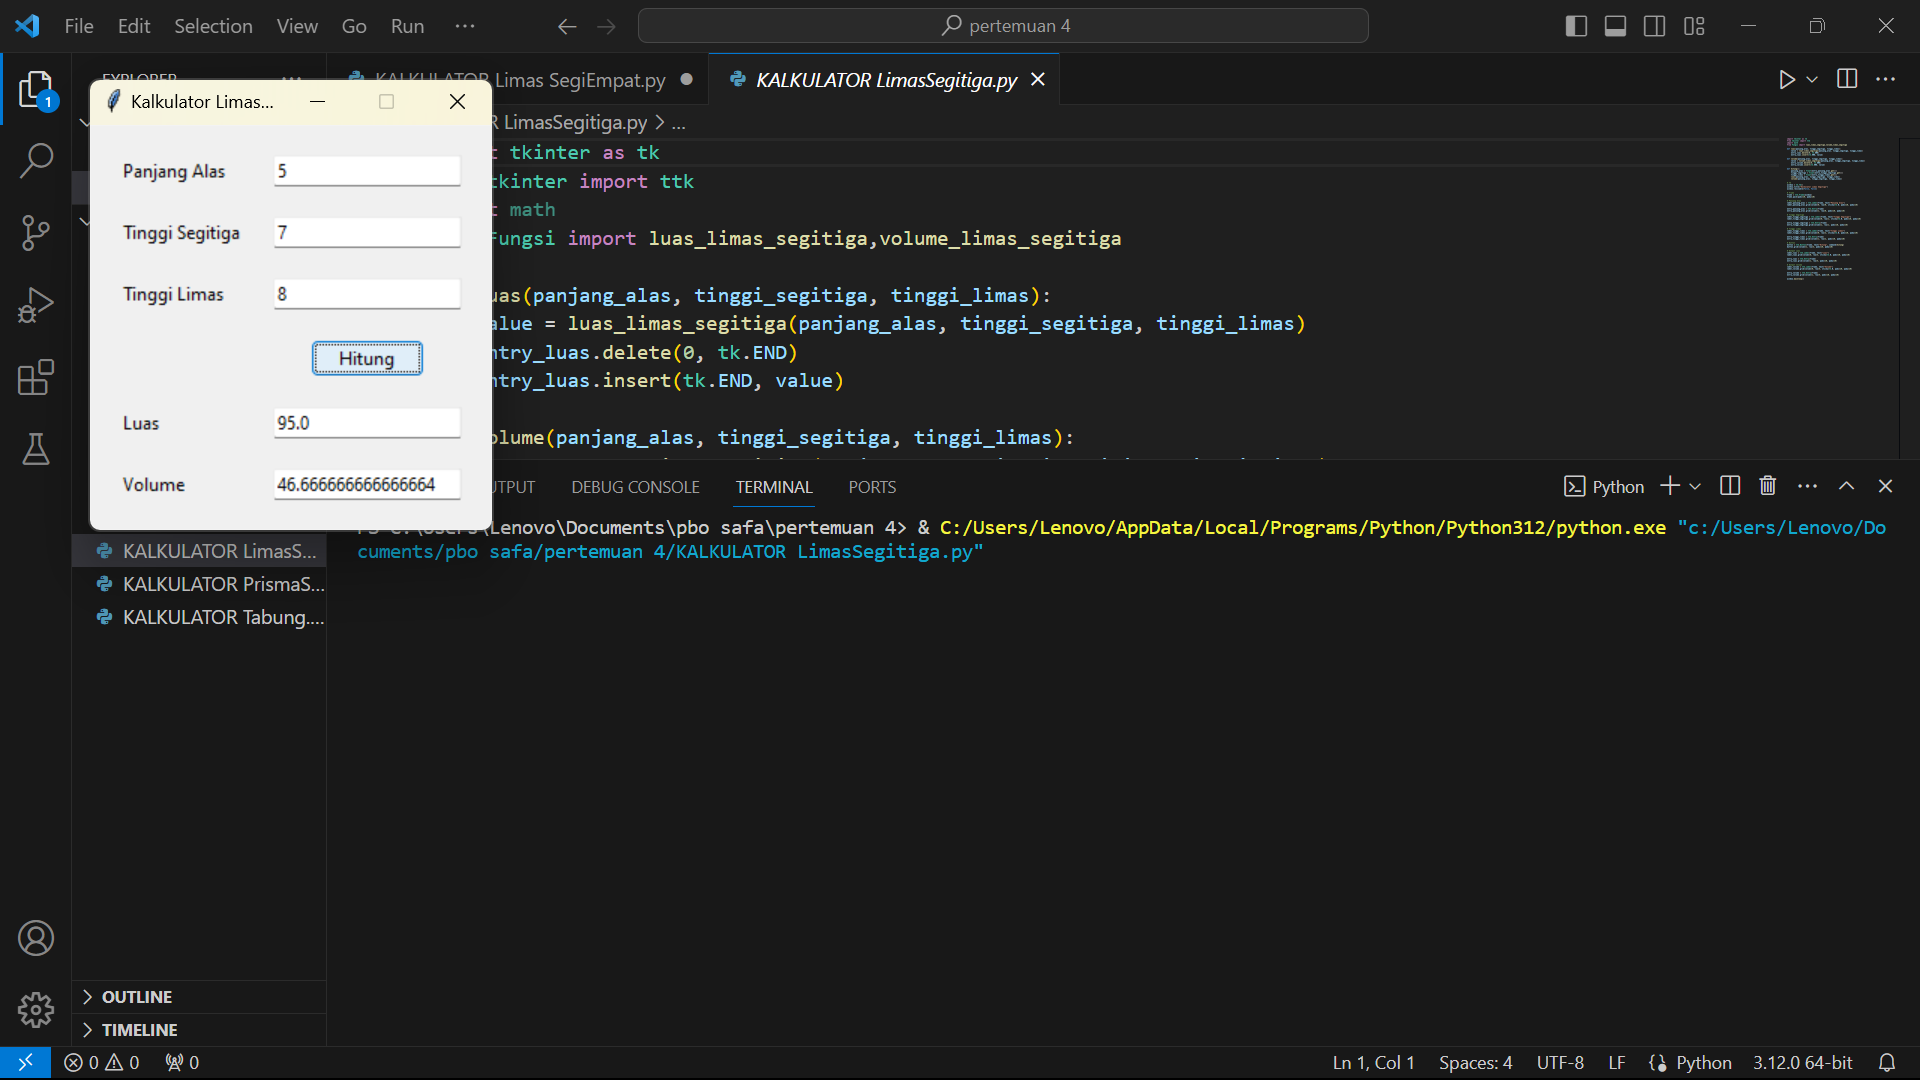 File Edit Selection View Go Run ···
pertemuan 4
1
Kalkulator Limas...
Panjang Alas 5
Tinggi Segitiga 7
Tinggi Limas 8
Hitung
Luas 95.0
Volume 46.666666666666664
Limas SegiEmpat.py
KALKULATOR LimasSegitiga.py
LimasSegitiga.py > ...
tkinter as tk
tkinter import ttk
math
Fungsi import luas_limas_segitiga,volume_limas_segitiga
uas(panjang_alas, tinggi_segitiga, tinggi_limas):
alue = luas_limas_segitiga(panjang_alas, tinggi_segitiga, tinggi_limas)
ntry_luas.delete(0, tk.END)
ntry_luas.insert(tk.END, value)
olume(panjang_alas, tinggi_segitiga, tinggi_limas):
UTPUT DEBUG CONSOLE TERMINAL PORTS
Python
PS C:\Users\Lenovo\Documents\pbo safa\pertemuan 4> & C:/Users/Lenovo/AppData/Local/Programs/Python/Python312/python.exe "c:/Users/Lenovo/Do
cuments/pbo safa/pertemuan 4/KALKULATOR LimasSegitiga.py"
KALKULATOR LimasS...
KALKULATOR PrismaS...
KALKULATOR Tabung....
OUTLINE
TIMELINE
0 0 0
Ln 1, Col 1 Spaces: 4 UTF-8 LF {} Python 3.12.0 64-bit